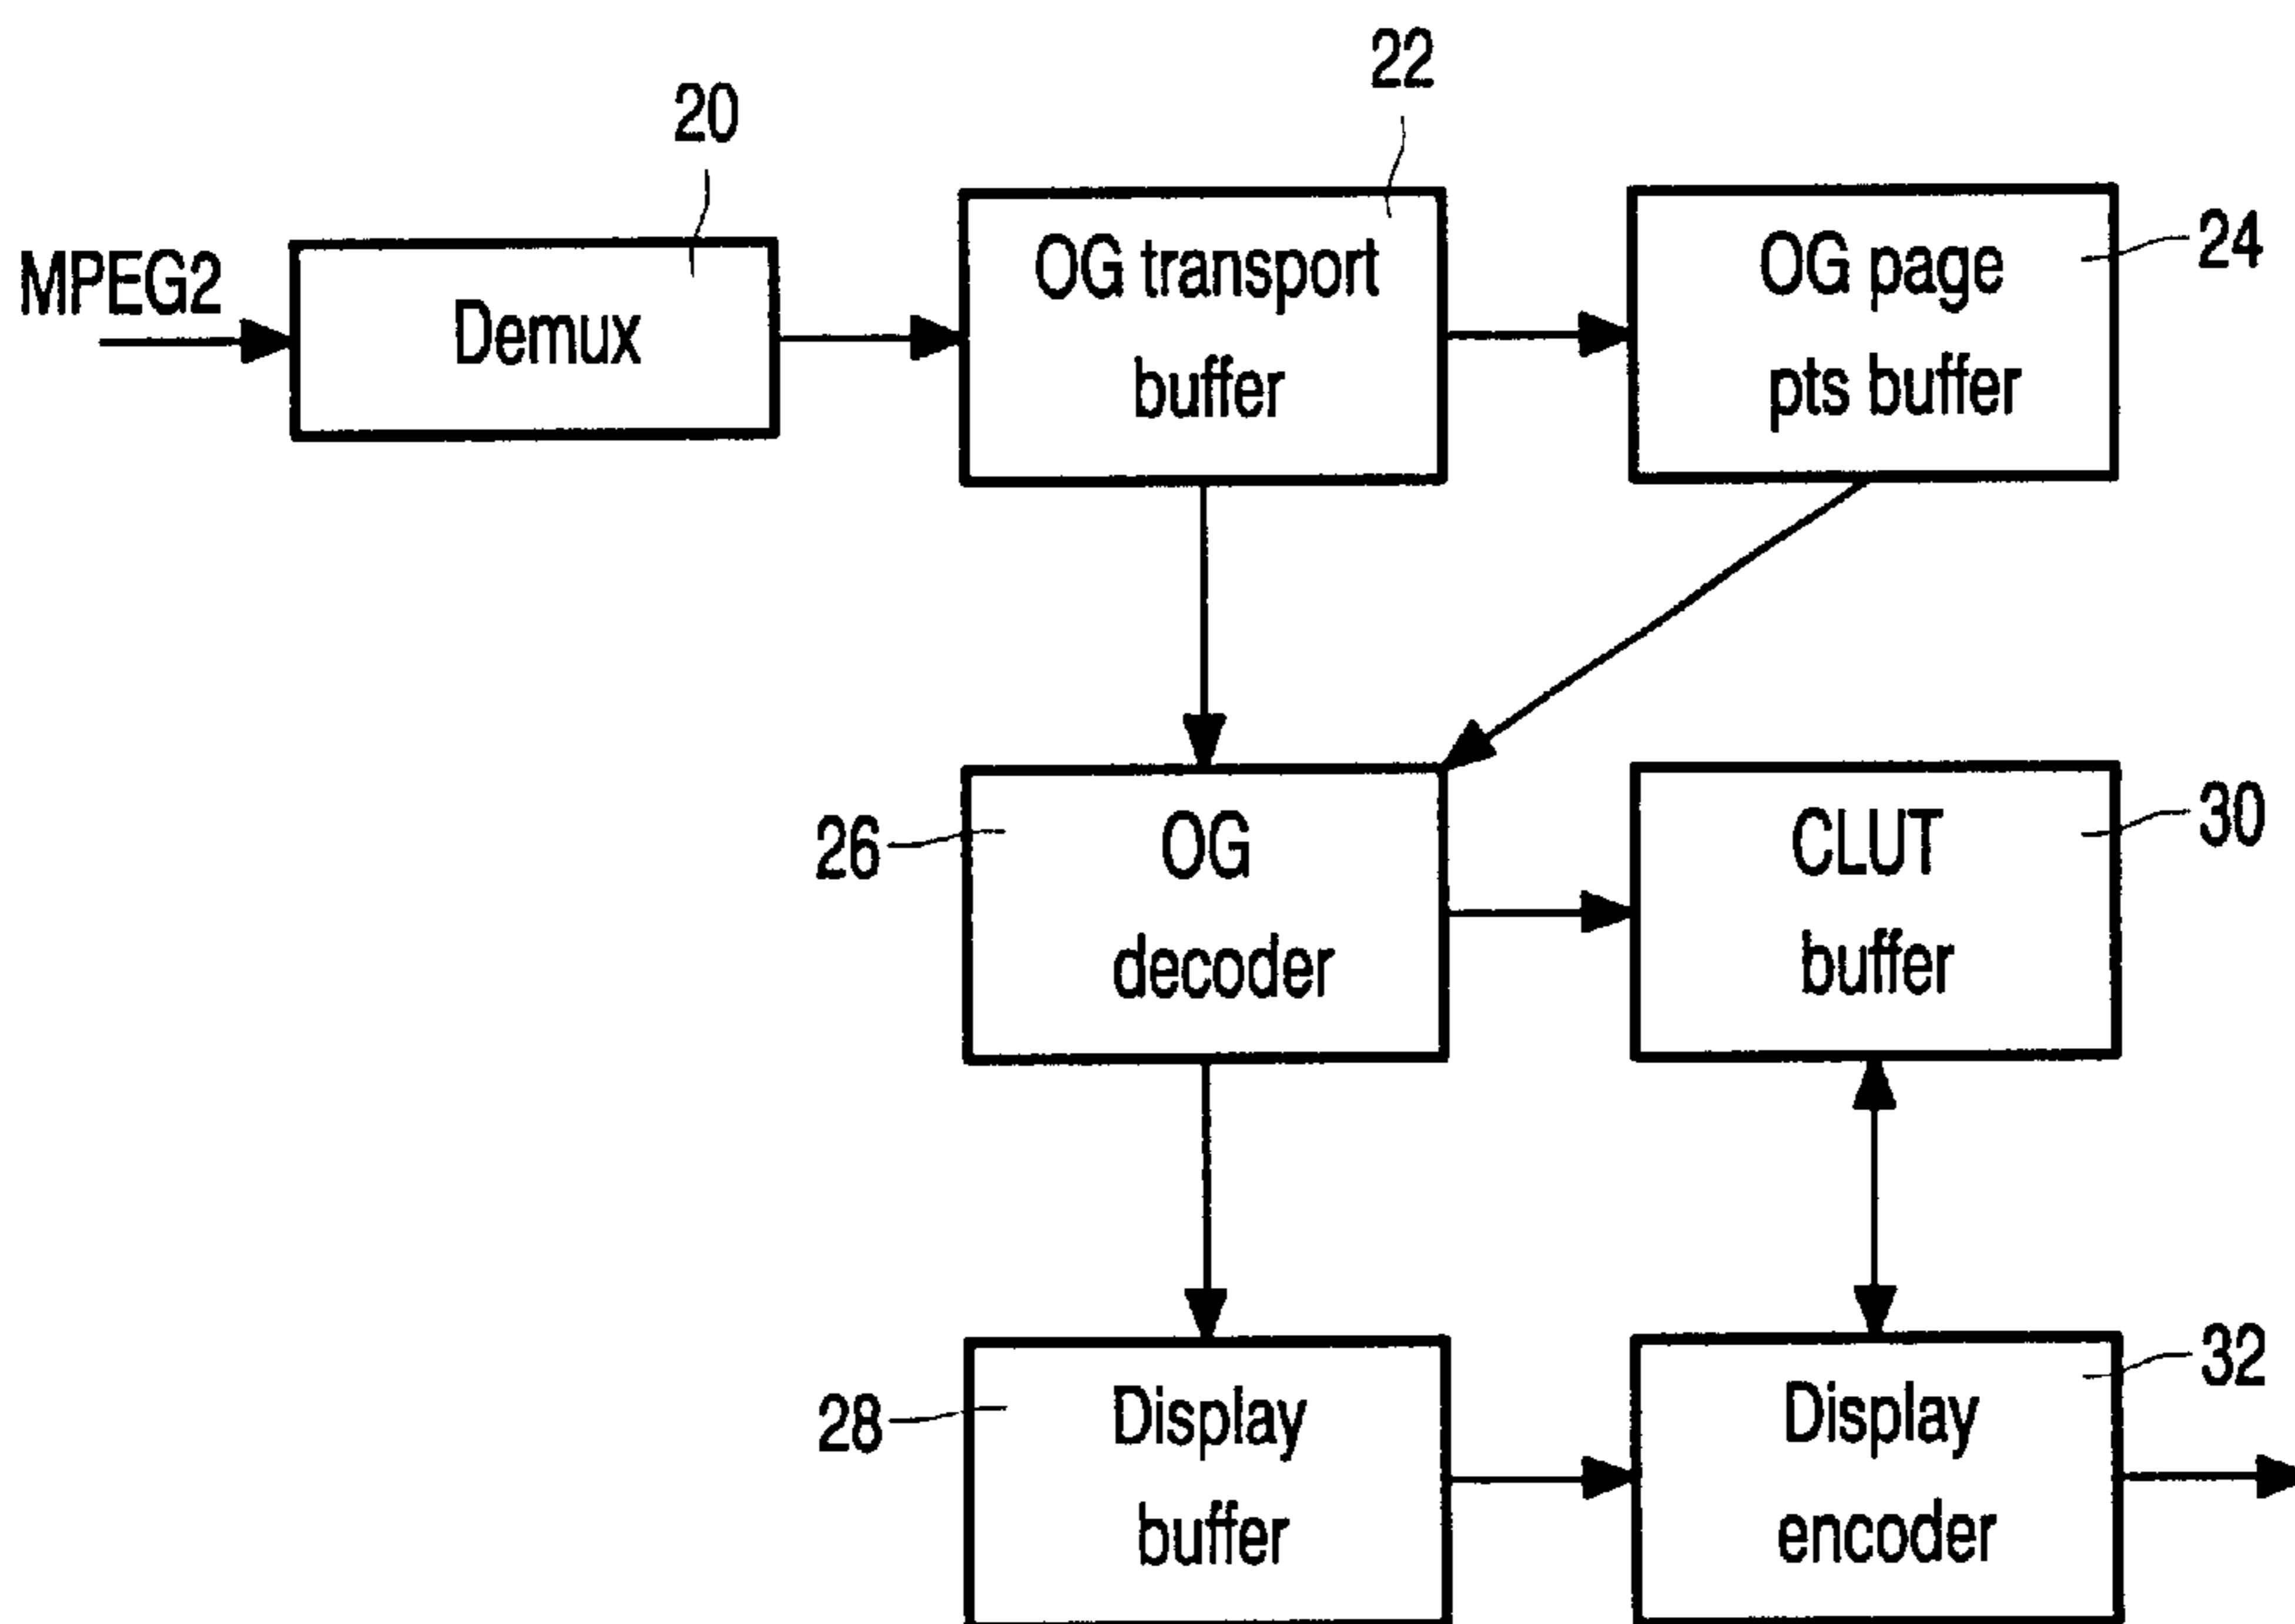 22
20
MPEG2
Demux
OG transport
buffer
OG page
pts buffer
24
26
OG
decoder
CLUT
buffer
30
28
Display
buffer
Display
encoder
32